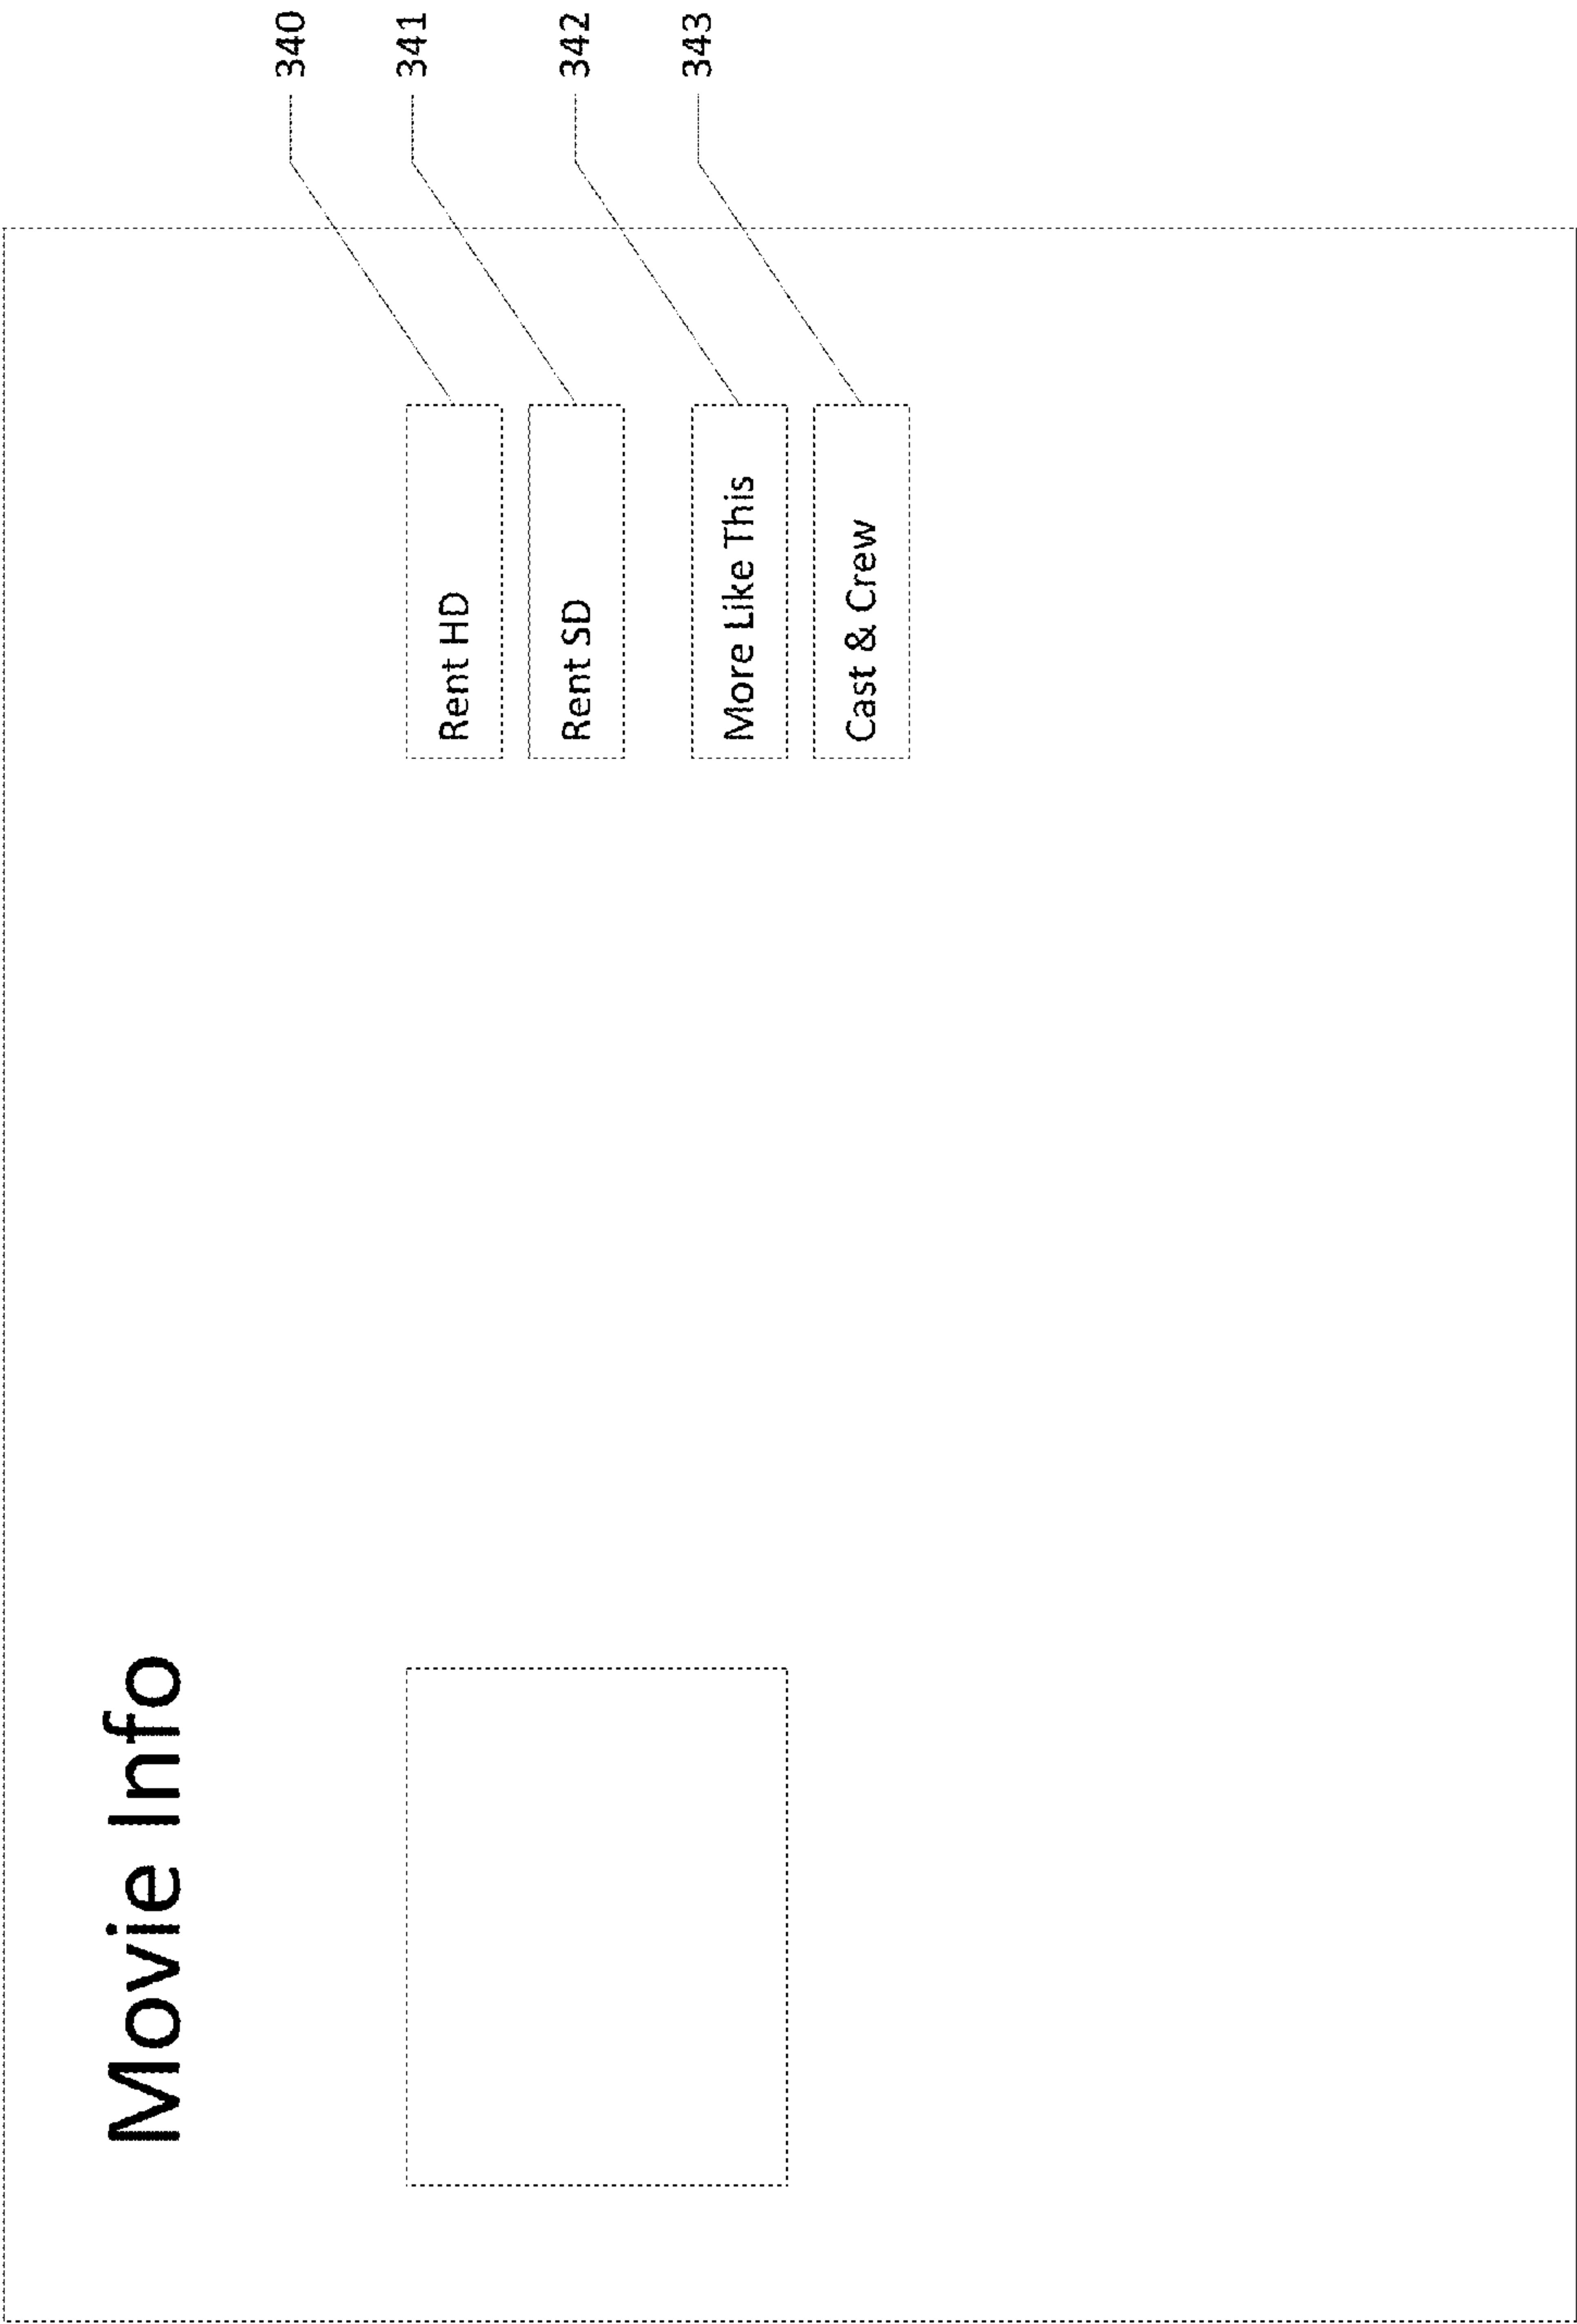 Movie Info
Rent HD
340
Rent SD
341
More Like This
342
Cast & Crew
343